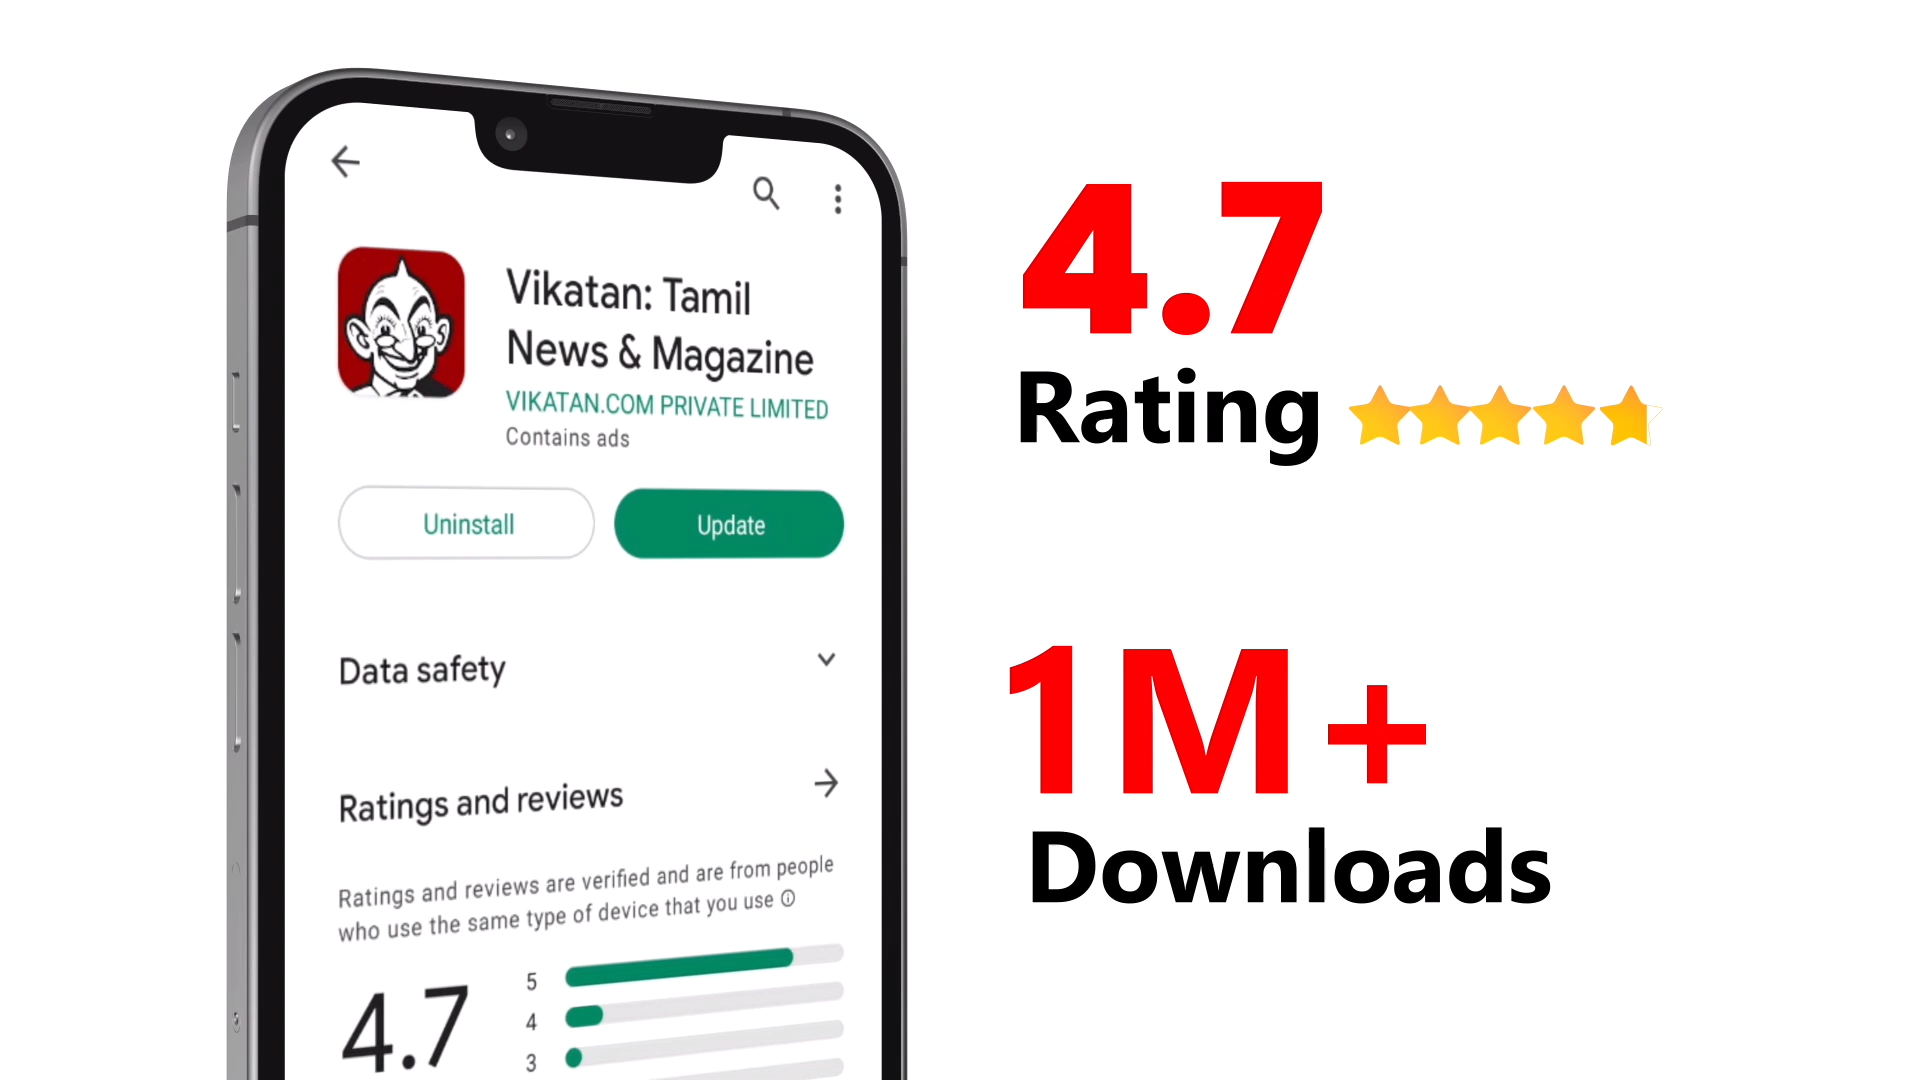 Vikatan: Tamil
News & Magazine
VIKATAN.COM PRIVATE LIMITED
Contains ads
Uninstall
Update
Data safety
Ratings and reviews
Ratings and reviews are verified and are from people
who use the same type of device that you use
4.7
5
4
3
4.7
Rating
1M+
Downloads